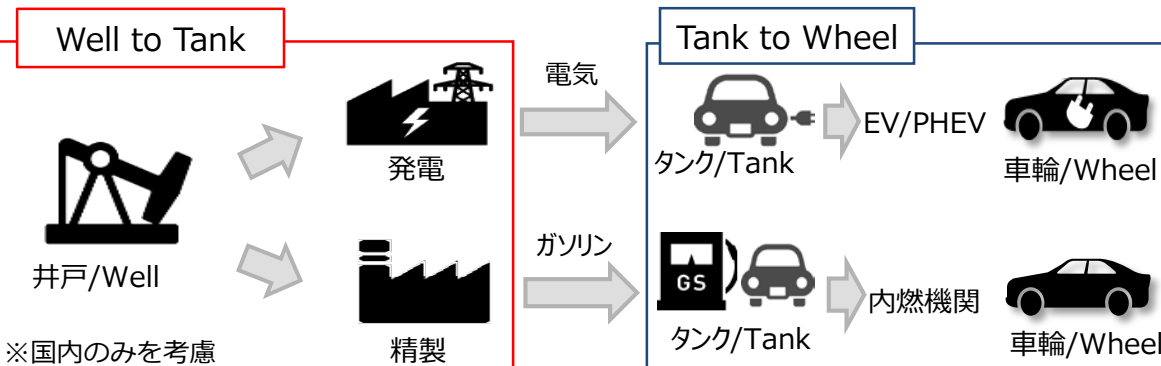 Well to Tank
Tank to Wheel
電気
発電
タンク/Tank
EV/PHEV
車輪/Wheel
井戸/Well
ガソリン
GS
精製
タンク/Tank
内燃機関
車輪/Wheel
※国内のみを考慮